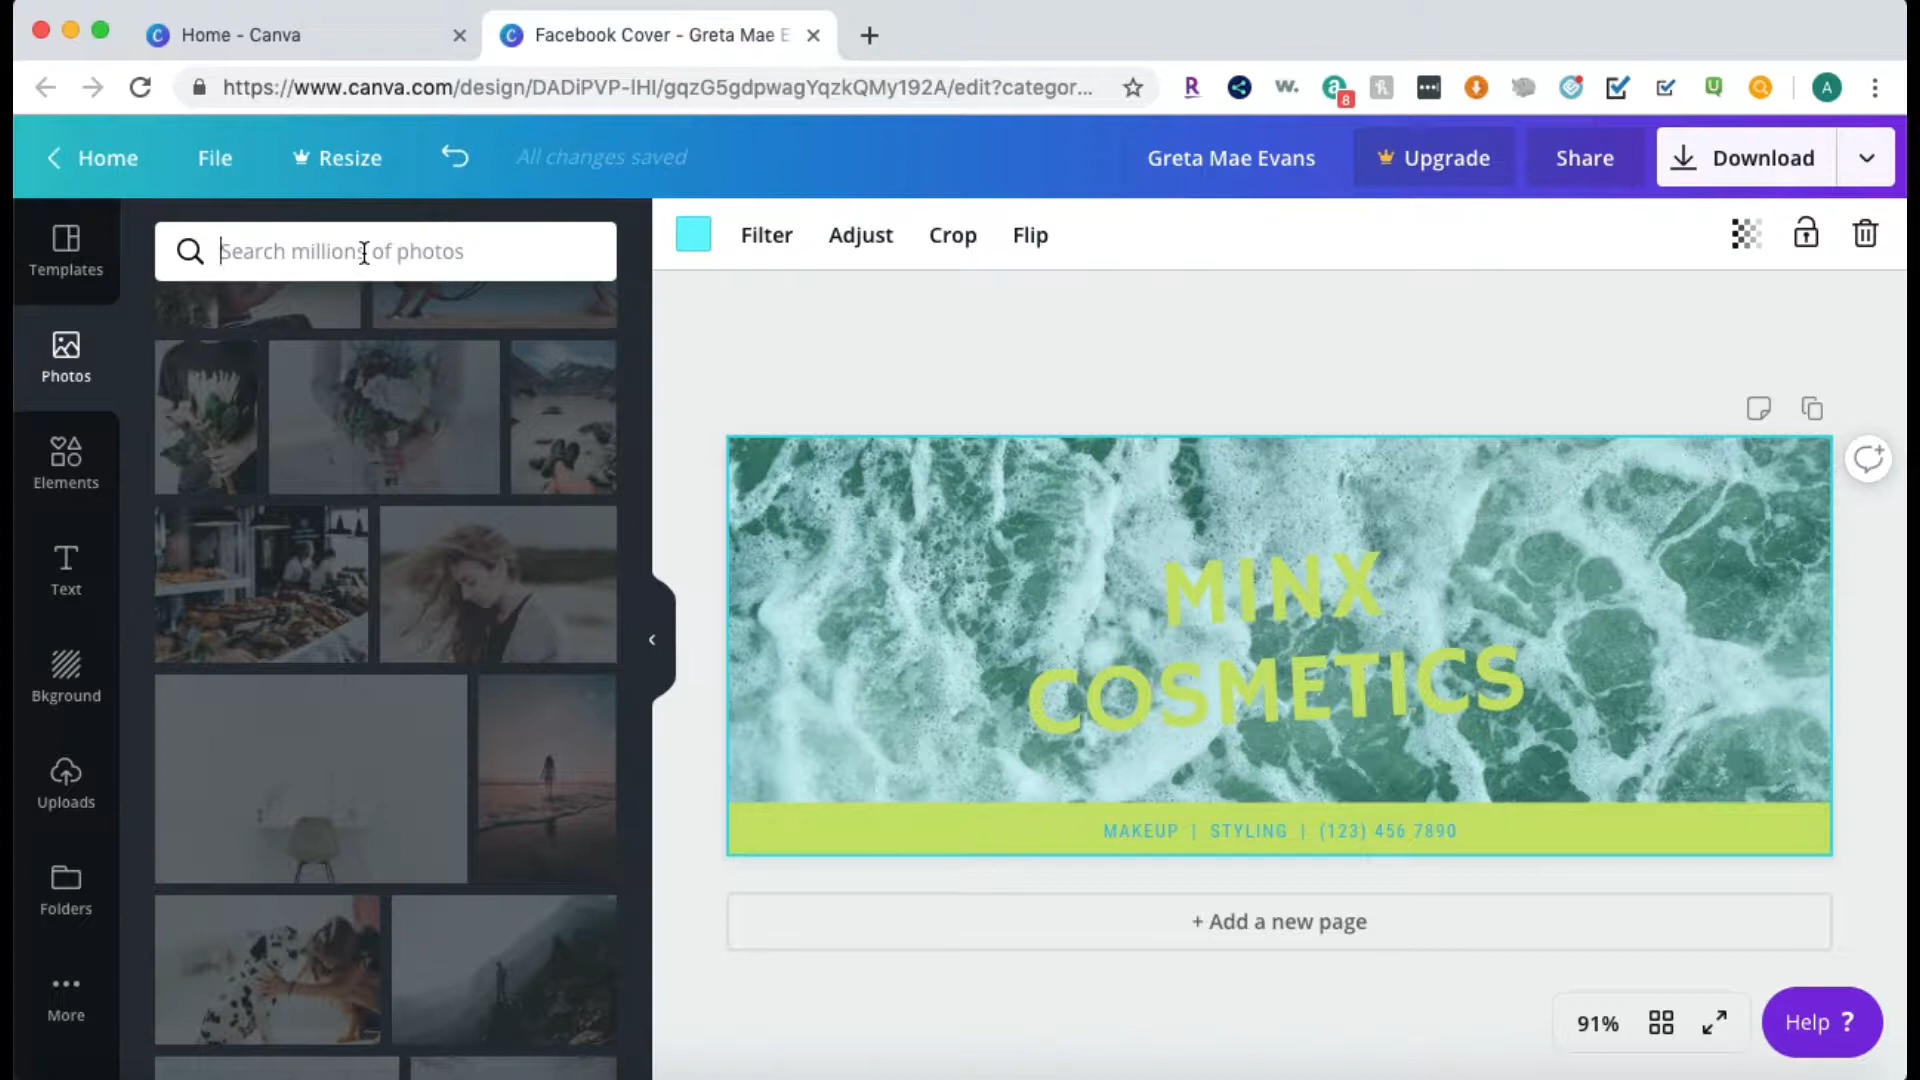 Home - Canva
Facebook Cover - Greta Mae E
https://www.canva.com/design/DADiPVP-lHI/gqzG5gdpwagYqzkQMy192A/edit?categor...
R
w.
a
8
h
U
A
Home
File
Resize
All changes saved
Greta Mae Evans
Upgrade
Share
Download
Templates
Photos
Elements
Text
Bkground
Uploads
Folders
More
Search millions of photos
Filter
Adjust
Crop
Flip
MINX
COSMETICS
MAKEUP | STYLING | (123) 456 7890
+ Add a new page
91%
Help ?